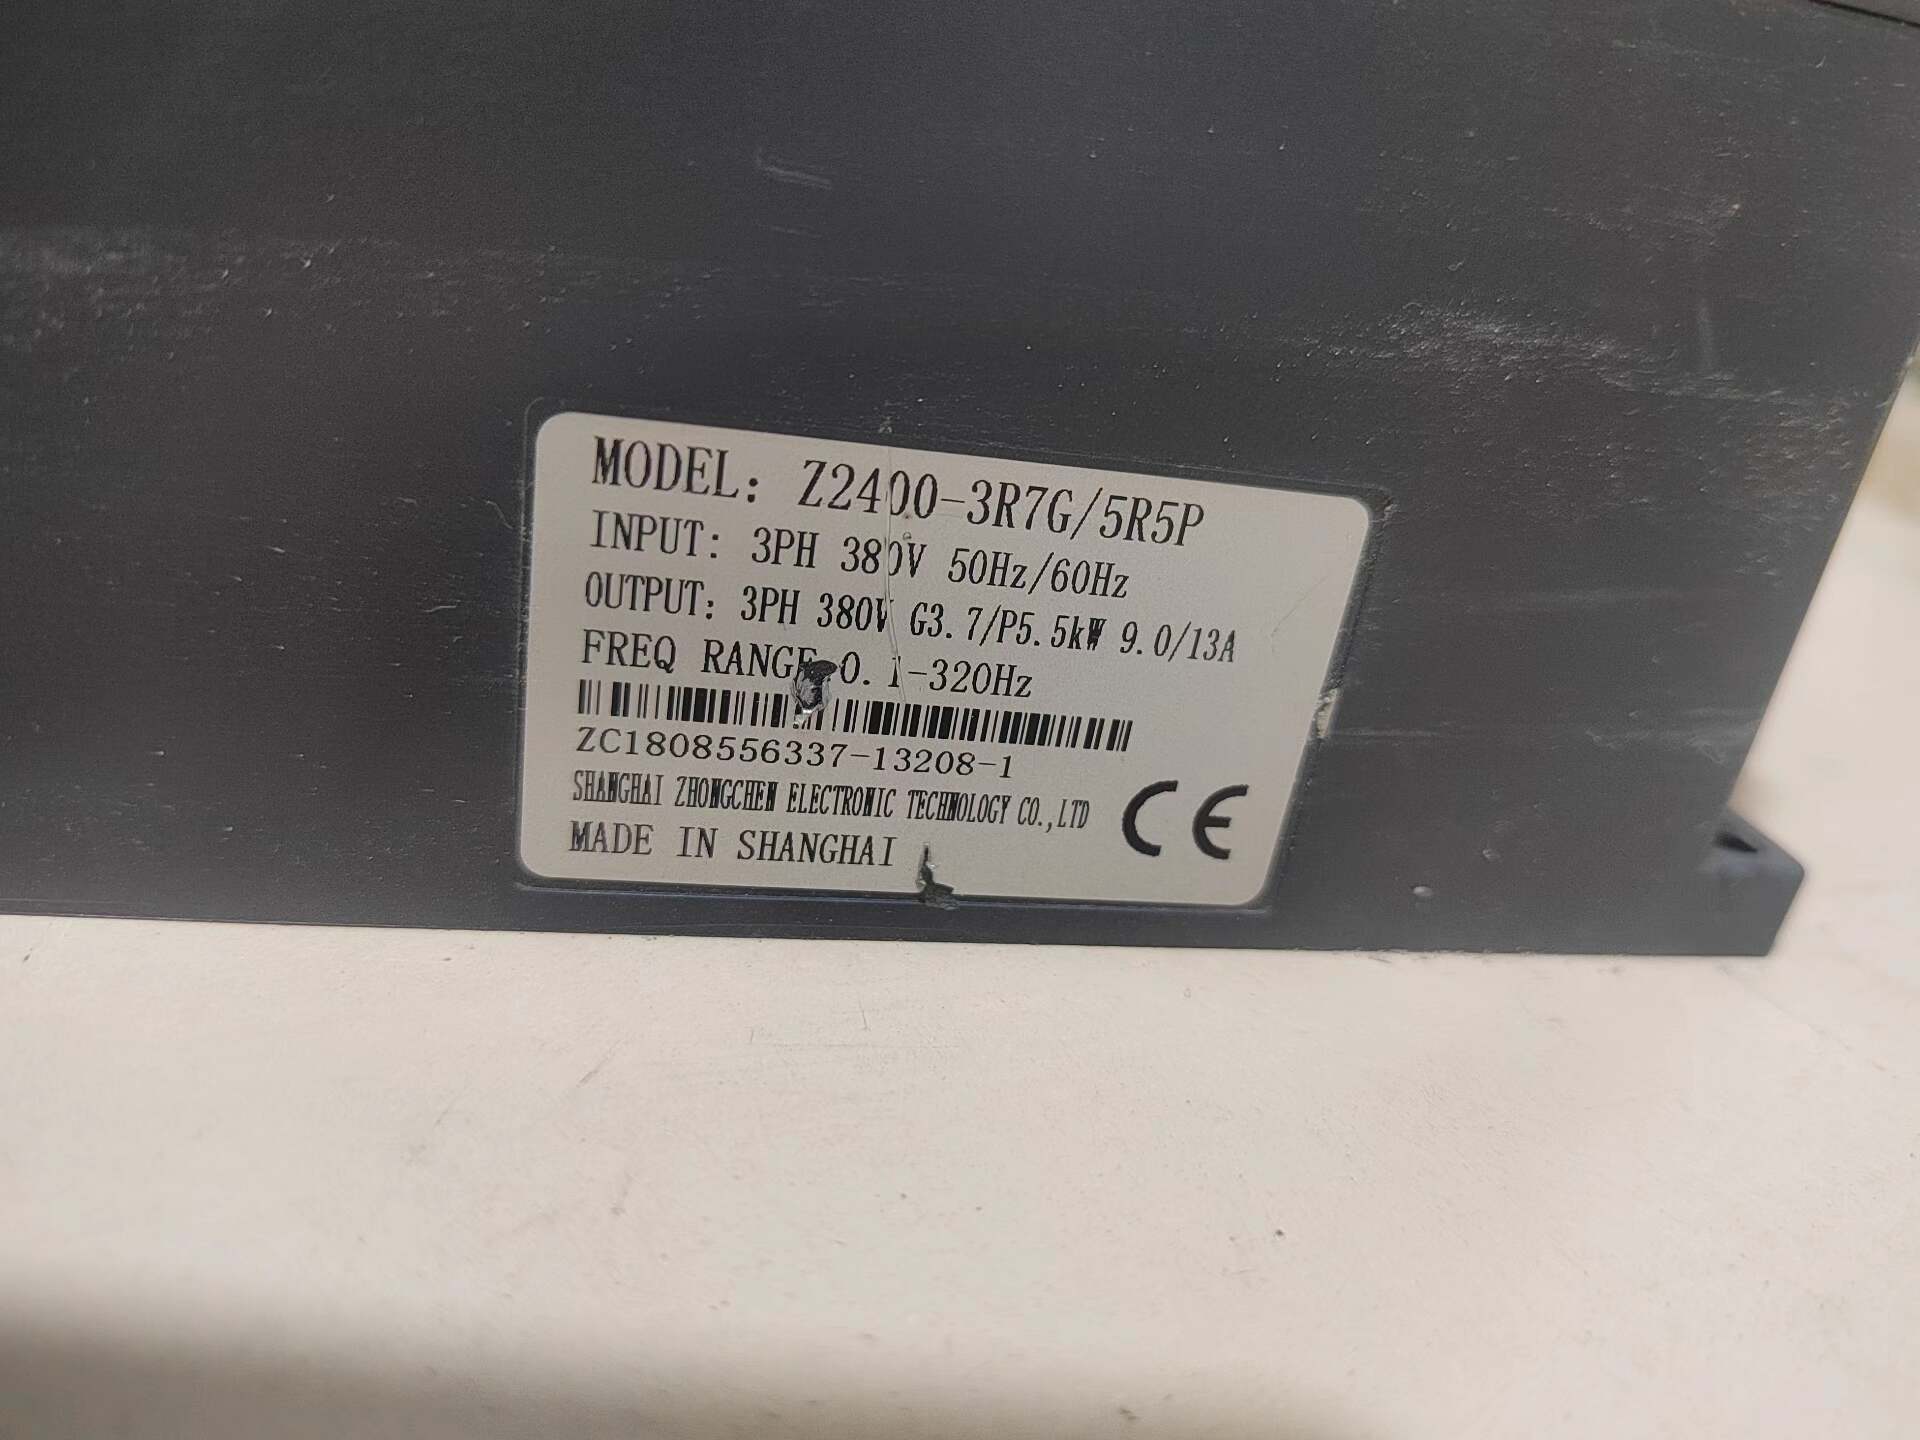 MODEL: Z2400-3R7G/5R5P
INPUT: 3PH 380V 50Hz/60Hz
OUTPUT: 3PH 380V G3.7/P5.5kW 9.0/13A
FREQ RANGE 0.1-320Hz
ZC1808556337-13208-1
SHANGHAI ZHONGCHEN ELECTRONIC TECHNOLOGY CO.,LTD
MADE IN SHANGHAI
CE